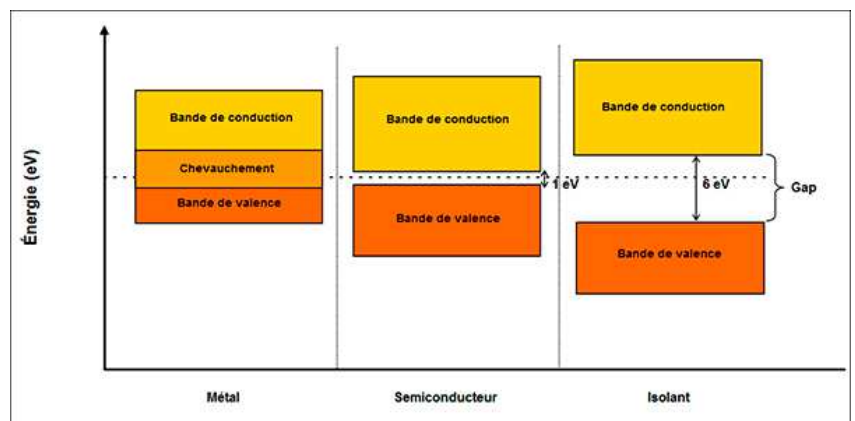 Énergie (eV)
Bande de conduction
Chevauchement
Bande de valence
Bande de conduction
1 eV
Bande de valence
Bande de conduction
6 eV
Gap
Bande de valence
Métal
Semiconducteur
Isolant